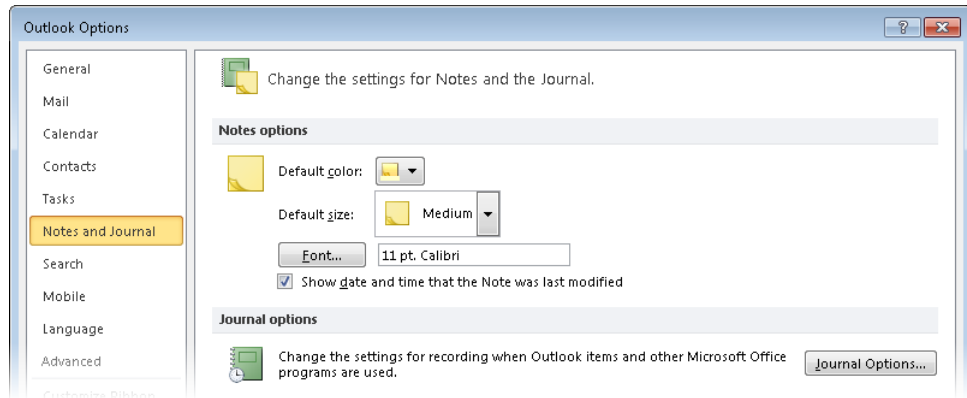 Outlook Options
General
Mail
Calendar
Contacts
Tasks
Notes and Journal
Search
Mobile
Language
Advanced
Customize Ribbon
Change the settings for Notes and the Journal.
Notes options
Default color:
Default size:
Medium
Font...
11 pt. Calibri
Show date and time that the Note was last modified
Journal options
Change the settings for recording when Outlook items and other Microsoft Office
programs are used.
Journal Options...